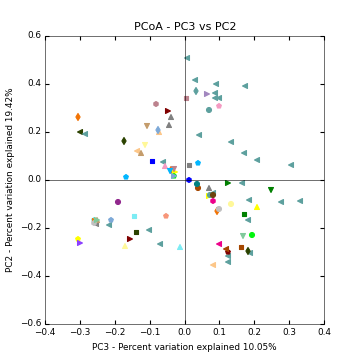 PCoA - PC3 vs PC2
0.6
0.4
0.2
0.0
−0.2
−0.4
−0.6
PC2 - Percent variation explained 19.42%
−0.4 −0.3 −0.2 −0.1 0.0 0.1 0.2 0.3 0.4
PC3 - Percent variation explained 10.05%